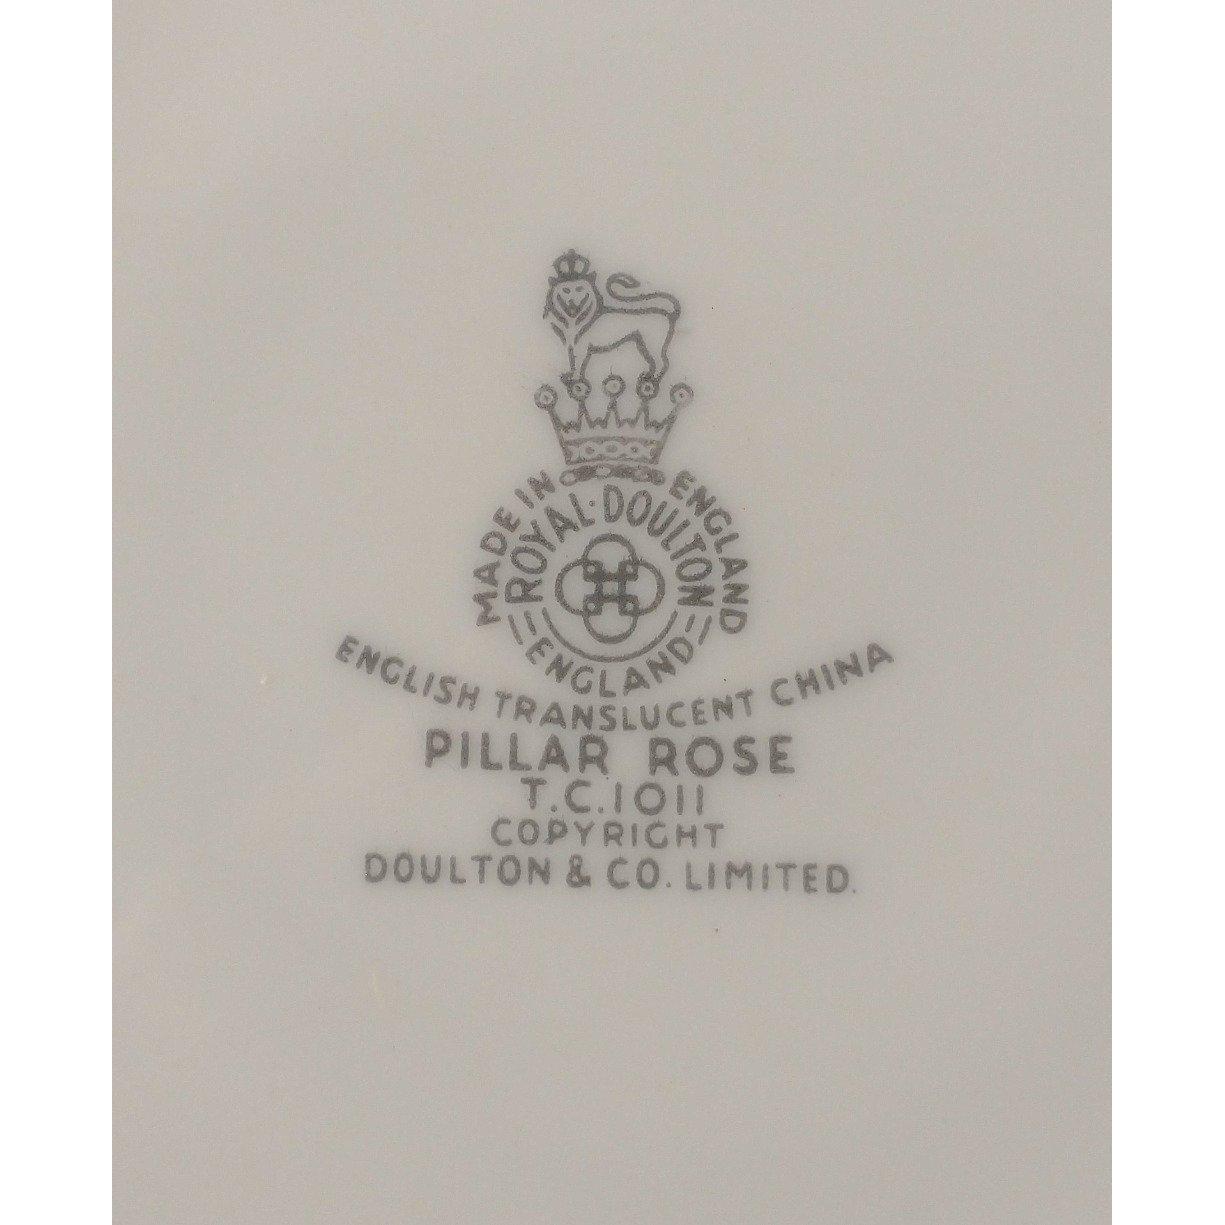 MADE IN ENGLAND
ROYAL·DOULTON
ENGLAND
ENGLISH TRANSLUCENT CHINA
PILLAR ROSE
T.C.1011
COPYRIGHT
DOULTON & CO. LIMITED.